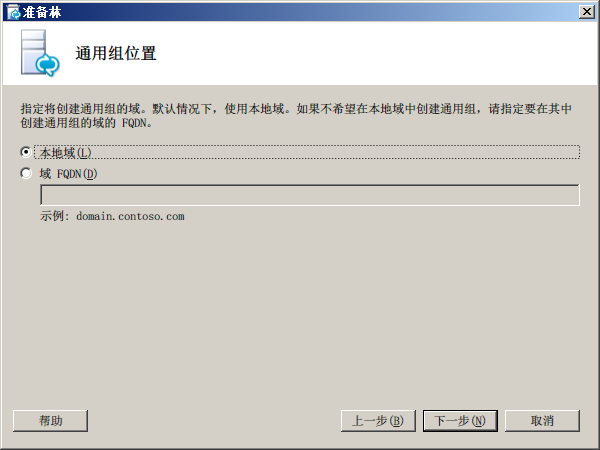 准备林
通用组位置
指定将创建通用组的域。默认情况下，使用本地域。如果不希望在本地域中创建通用组，请指定要在其中
创建通用组的域的 FQDN。
本地域(L)
域 FQDN(D)
示例: domain.contoso.com
帮助
上一步(B)
下一步(N)
取消